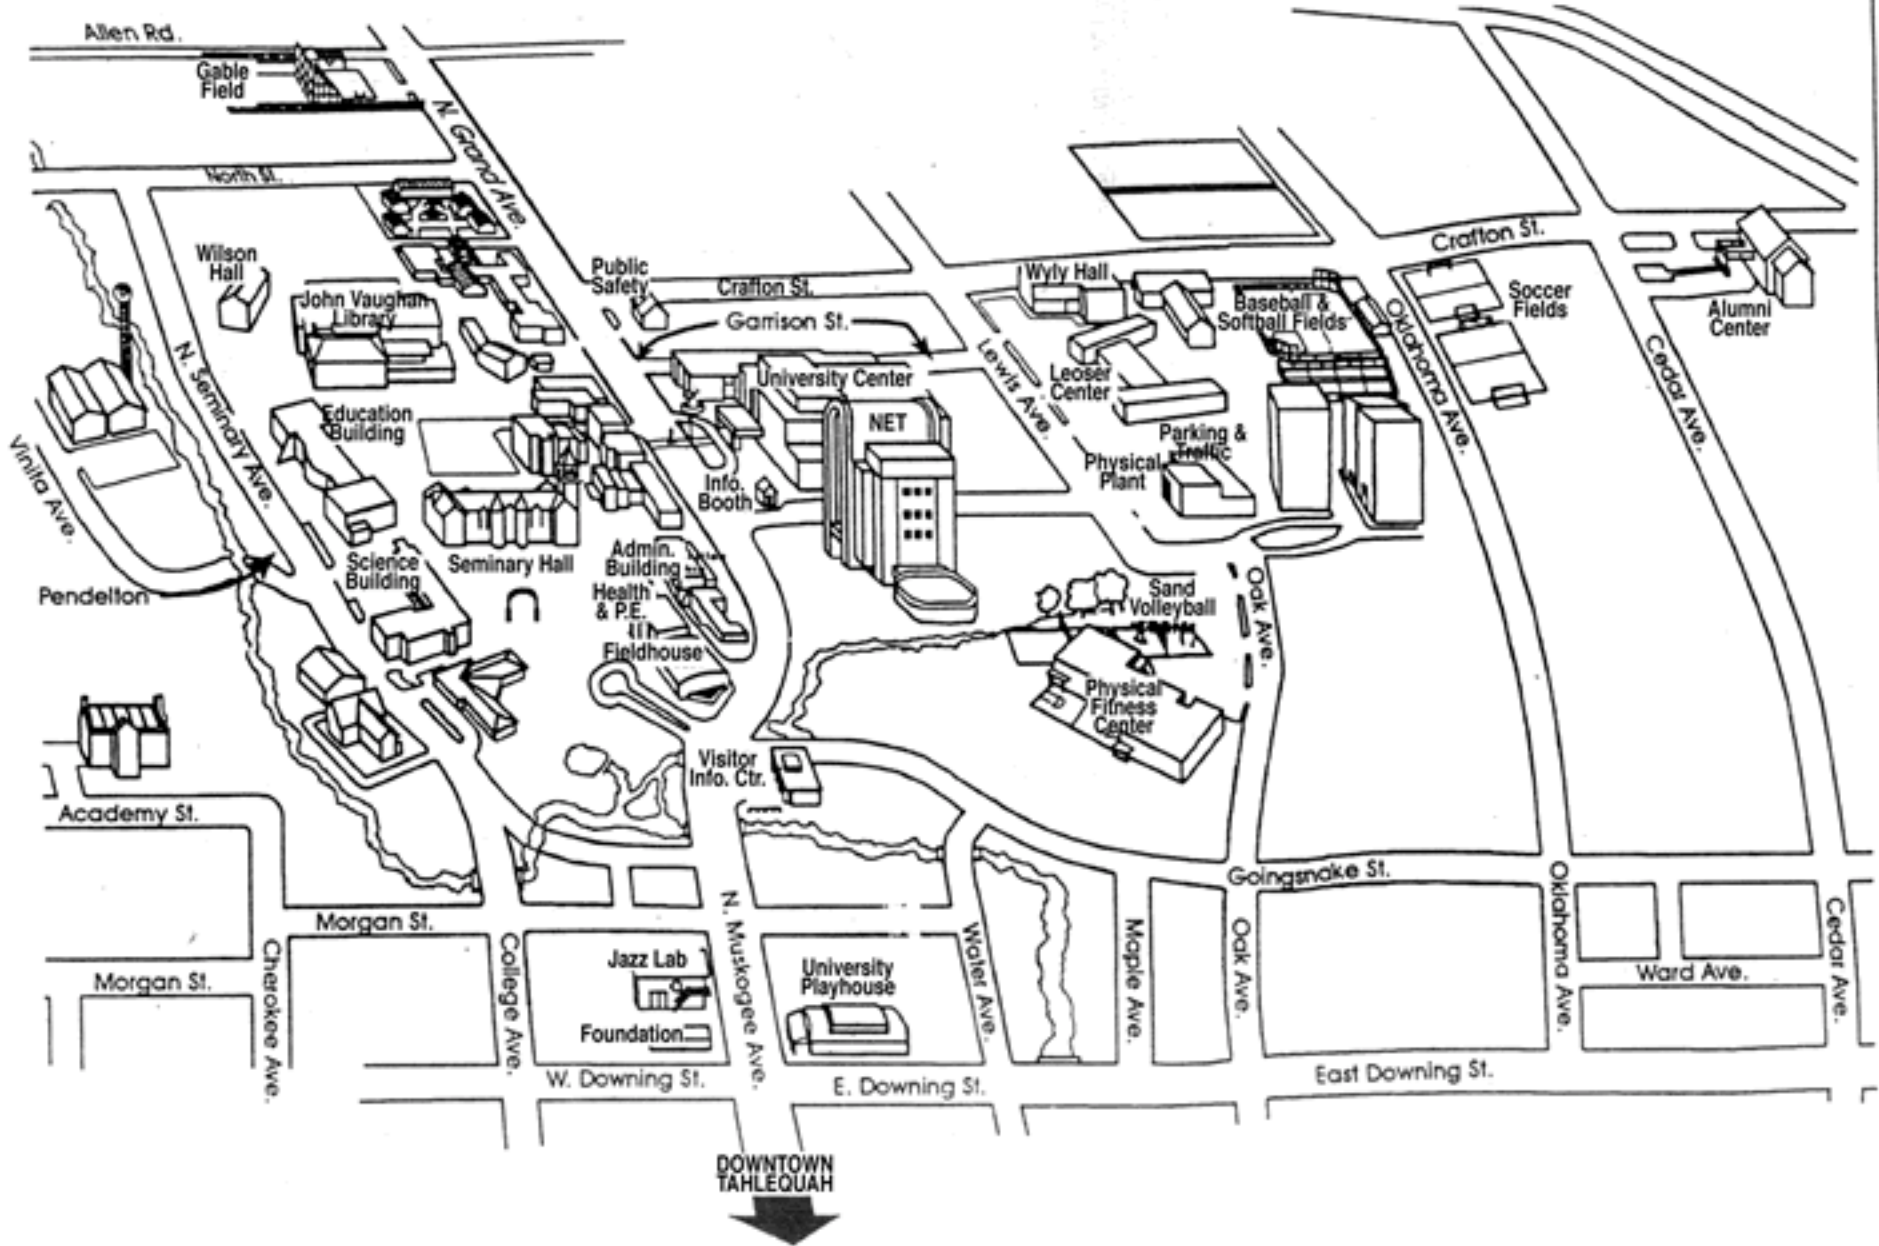 Allen Rd.
Gable
Field
N. Grand Ave.
North St.
Wilson
Hall
John Vaughan
Library
Public
Safety
Crafton St.
Garrison St.
Wyly Hall
Baseball &
Softball Fields
Crafton St.
Soccer
Fields
Alumni
Center
Oklahoma Ave.
Cedar Ave.
N. Seminary Ave.
Lewis Ave.
Leoser
Center
University Center
NET
Education
Building
Vinita Ave.
Parking &
Traffic
Physical
Plant
Info.
Booth
Pendelton
Science
Building
Seminary Hall
Admin.
Building
Health
& P.E.
Fieldhouse
Sand
Volleyball
Oak Ave.
Physical
Fitness
Center
Visitor
Info. Ctr.
Academy St.
Goingsnake St.
Morgan St.
Morgan St.
Cherokee Ave.
College Ave.
N. Muskogee Ave.
Water Ave.
Maple Ave.
Oak Ave.
Oklahoma Ave.
Cedar Ave.
Ward Ave.
Jazz Lab
University
Playhouse
Foundation
W. Downing St.
E. Downing St.
East Downing St.
DOWNTOWN
TAHLEQUAH